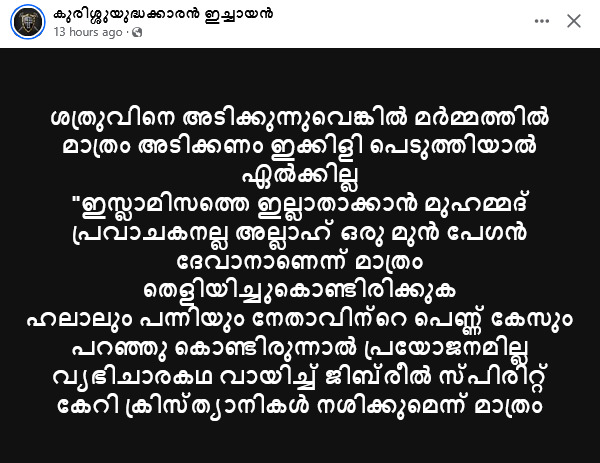 കുരിശ്ശുയുദ്ധക്കാരൻ ഇച്ചായൻ
13 hours ago ·
ശത്രുവിനെ അടിക്കുന്നുവെങ്കിൽ മർമ്മത്തിൽ
മാത്രം അടിക്കണം ഇക്കിളി പെടുത്തിയാൽ
ഏൽക്കില്ല
"ഇസ്ലാമിസത്തെ ഇല്ലാതാക്കാൻ മുഹമ്മദ്
പ്രവാചകനല്ല അല്ലാഹ് ഒരു മുൻ പേഗൻ
ദേവാനാണെന്ന് മാത്രം
തെളിയിച്ചുകൊണ്ടിരിക്കുക
ഹലാലും പന്നിയും നേതാവിന്റെ പെണ്ണ് കേസും
പറഞ്ഞു കൊണ്ടിരുന്നാൽ പ്രയോജനമില്ല
വ്യഭിചാരകഥ വായിച്ച് ജിബ്രീൽ സ്പിരിറ്റ്
കേറി ക്രിസ്ത്യാനികൾ നശിക്കുമെന്ന് മാത്രം